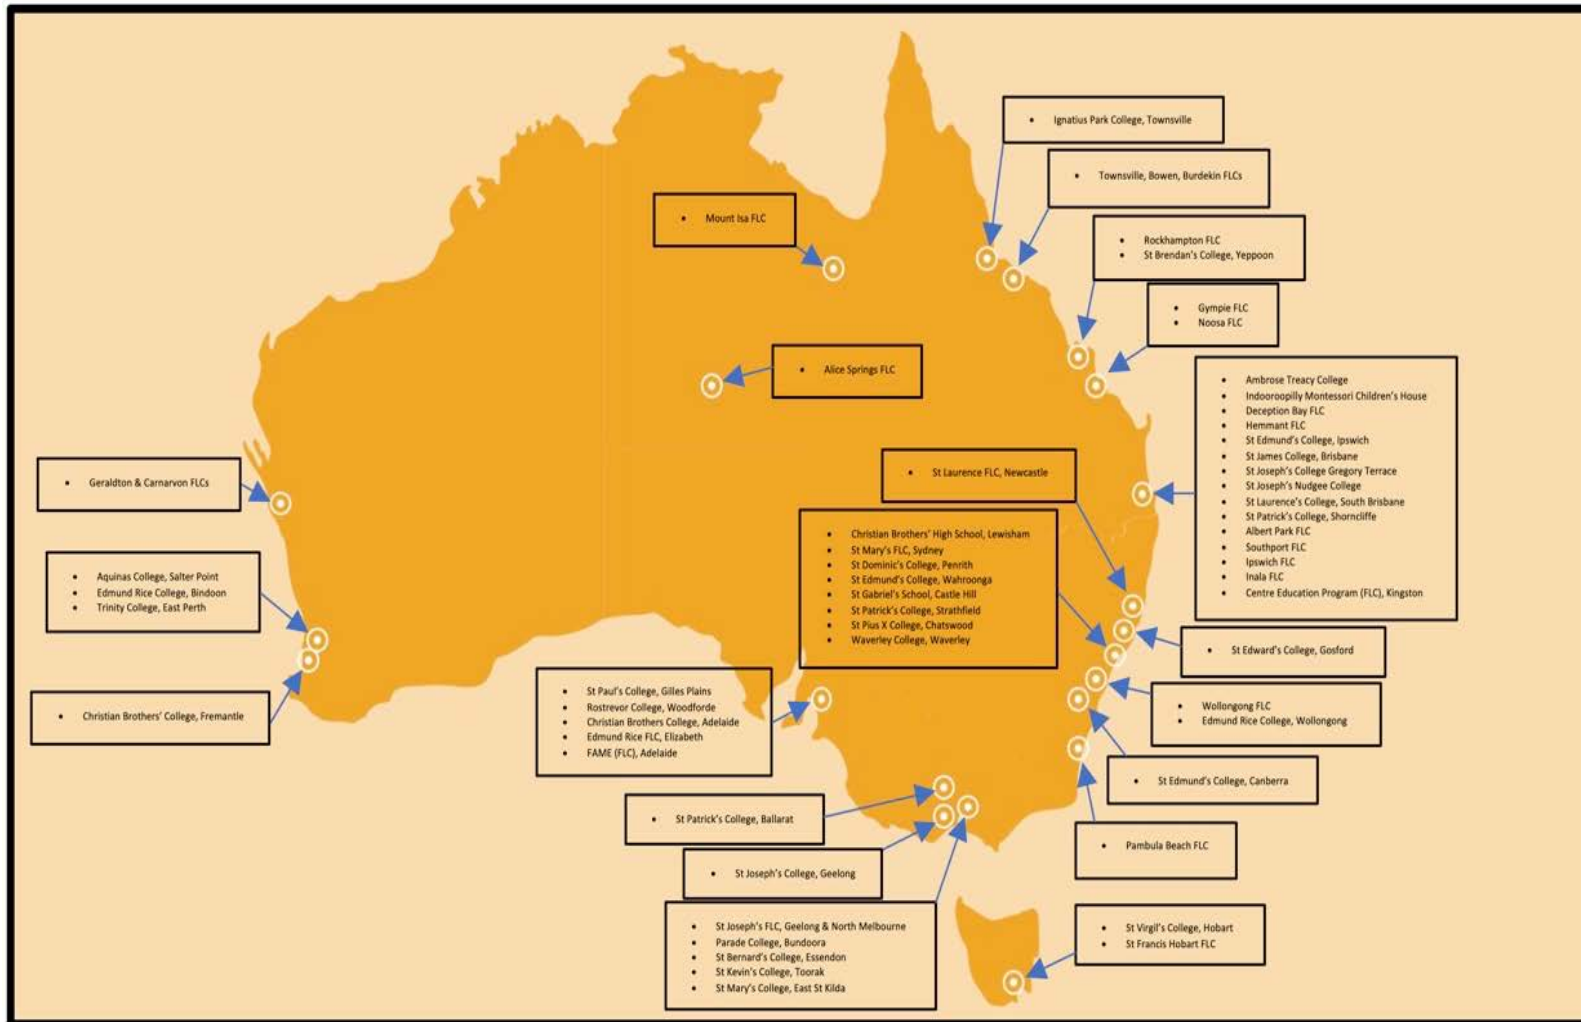 • Ignatius Park College, Townsville
• Townsville, Bowen, Burdekin FLCs
• Mount Isa FLC
• Rockhampton FLC
• St Brendan's College, Yeppoon
• Gympie FLC
• Noosa FLC
• Alice Springs FLC
• Ambrose Treacy College
• Indooroopilly Montessori Children's House
• Deception Bay FLC
• Hemmant FLC
• St Edmund's College, Ipswich
• St James College, Brisbane
• St Joseph's College Gregory Terrace
• St Joseph's Nudgee College
• St Laurence's College, South Brisbane
• St Patrick's College, Shorncliffe
• Albert Park FLC
• Southport FLC
• Ipswich FLC
• Inala FLC
• Centre Education Program (FLC), Kingston
• St Laurence FLC, Newcastle
• Geraldton & Carnarvon FLCs
• Christian Brothers' High School, Lewisham
• St Mary's FLC, Sydney
• St Dominic's College, Penrith
• St Edmund's College, Wahroonga
• St Gabriel's School, Castle Hill
• St Patrick's College, Strathfield
• St Pius X College, Chatswood
• Waverley College, Waverley
• Aquinas College, Salter Point
• Edmund Rice College, Bindoon
• Trinity College, East Perth
• St Edward's College, Gosford
• Christian Brothers' College, Fremantle
• St Paul's College, Gilles Plains
• Rostrevor College, Woodforde
• Christian Brothers College, Adelaide
• Edmund Rice FLC, Elizabeth
• FAME (FLC), Adelaide
• Wollongong FLC
• Edmund Rice College, Wollongong
• St Edmund's College, Canberra
• St Patrick's College, Ballarat
• Pambula Beach FLC
• St Joseph's College, Geelong
• St Joseph's FLC, Geelong & North Melbourne
• Parade College, Bundoora
• St Bernard's College, Essendon
• St Kevin's College, Toorak
• St Mary's College, East St Kilda
• St Virgil's College, Hobart
• St Francis Hobart FLC